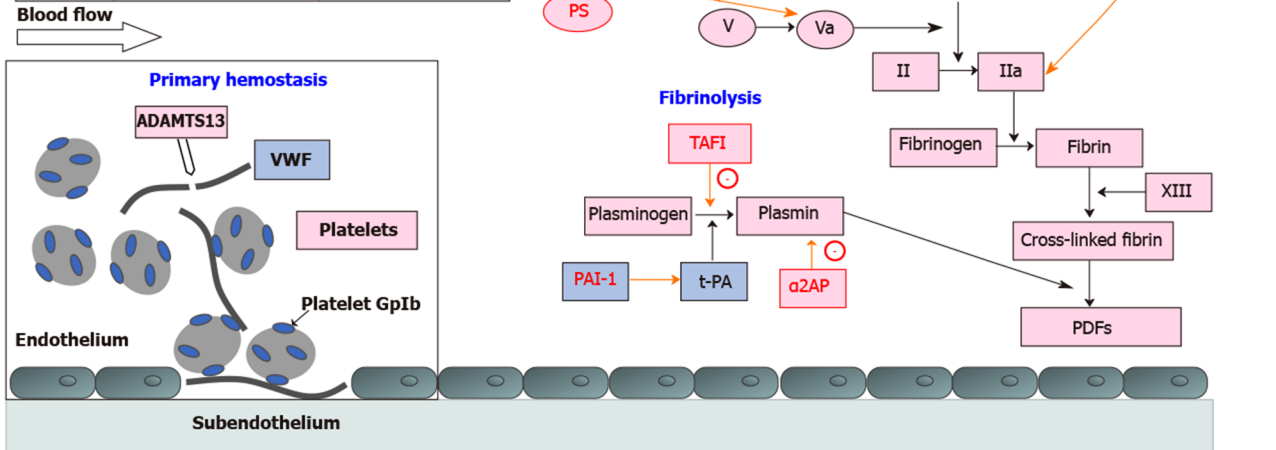 Blood flow
PS
V
Va
II
IIa
Primary hemostasis
Fibrinolysis
ADAMTS13
VWF
TAFI
-
Fibrinogen
Fibrin
XIII
Platelets
Plasminogen
Plasmin
Cross-linked fibrin
-
PAI-1
t-PA
α2AP
Platelet GpIb
PDFs
Endothelium
Subendothelium